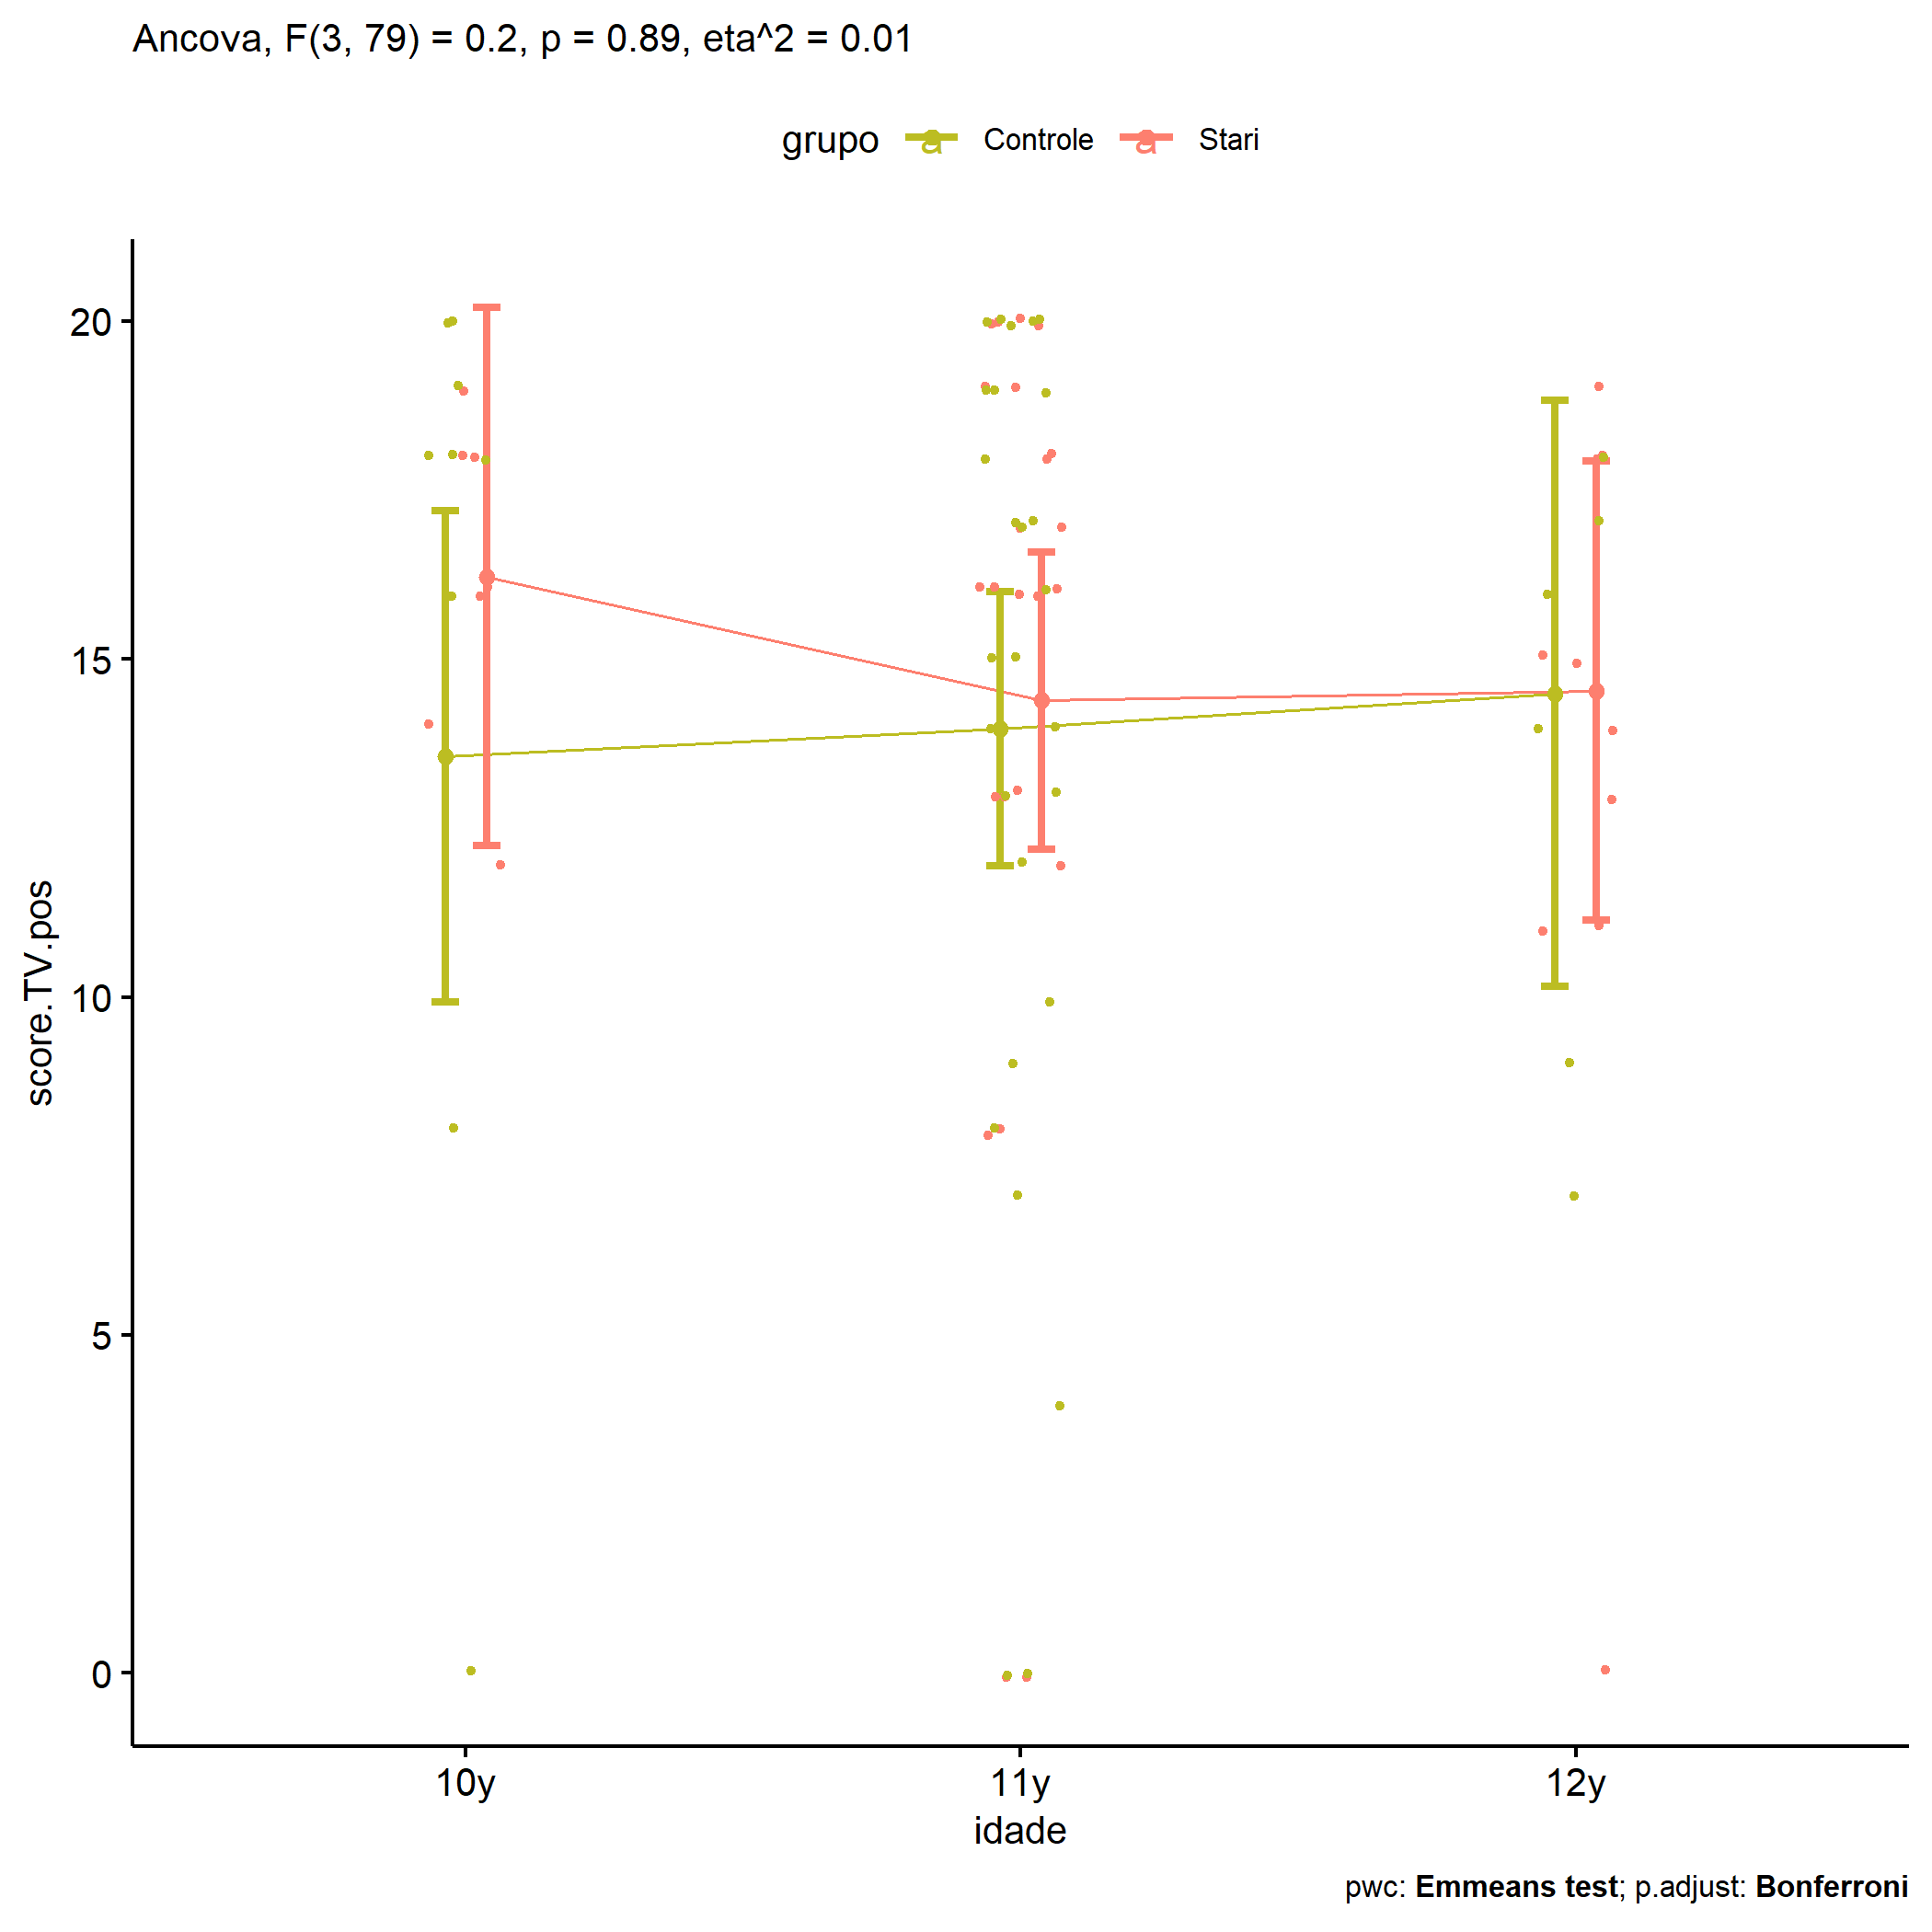 Ancova, F(3, 79) = 0.2, p = 0.89, eta^2 = 0.01
grupo a Controle a Stari
20
15
10
5
0
score.TV.pos
10y 11y 12y
idade
pwc: Emmeans test; p.adjust: Bonferroni